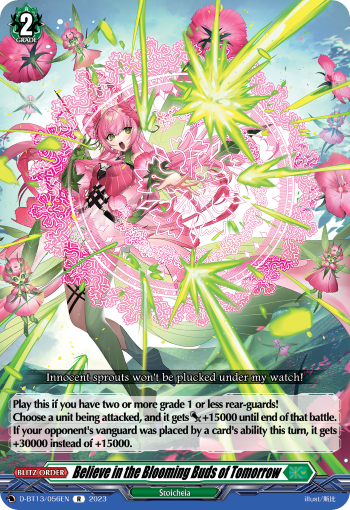 2
GRADE
Innocent sprouts won't be plucked under my watch!
Play this if you have two or more grade 1 or less rear-guards!
Choose a unit being attacked, and it gets +15000 until end of that battle.
If your opponent's vanguard was placed by a card's ability this turn, it gets
+30000 instead of +15000.
BLITZ ORDER Believe in the Blooming Buds of Tomorrow
Stoicheia
D-BT13/056EN R 2023 illust/斯比